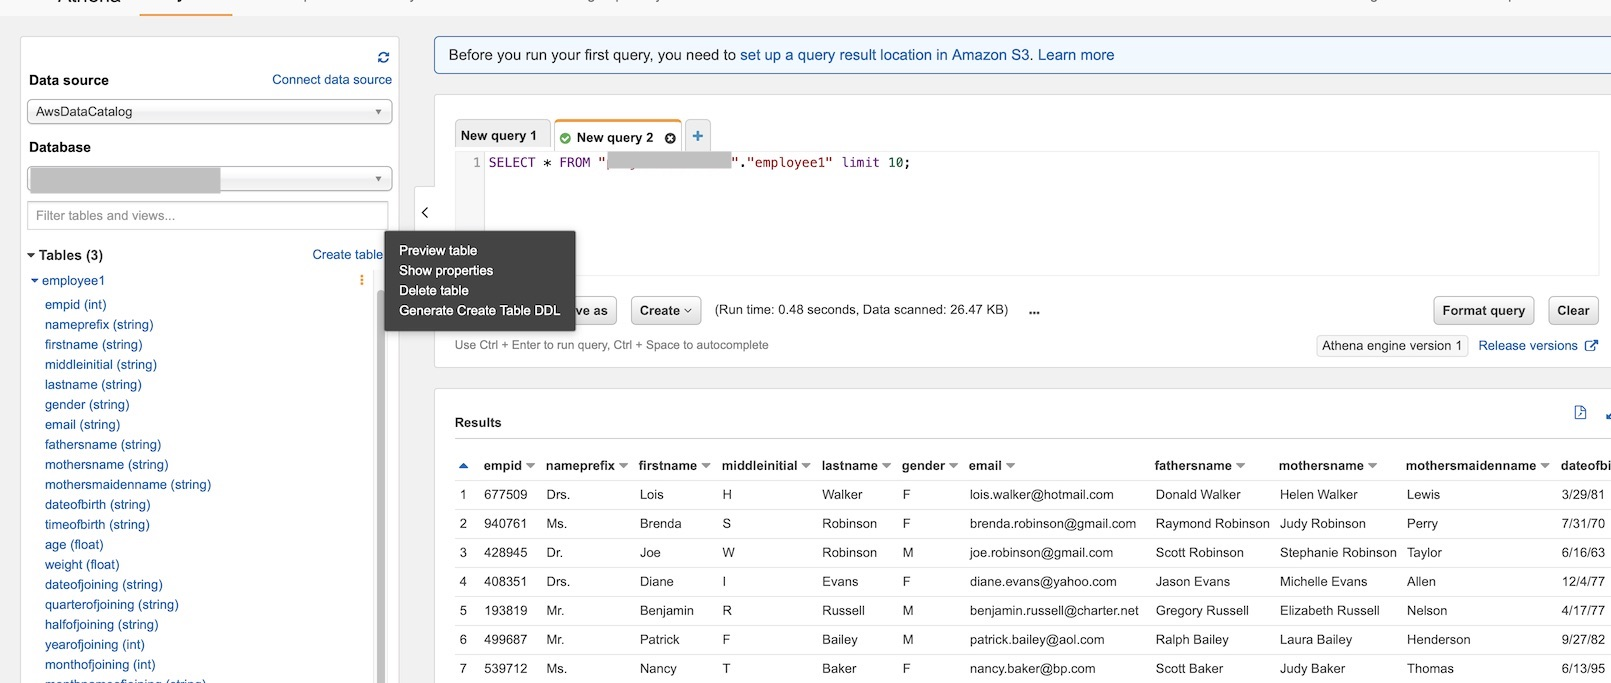 Athena
Data source
Connect data source
AwsDataCatalog
Database
Filter tables and views...
Tables (3)
Create table
employee1
empid (int)
nameprefix (string)
firstname (string)
middleinitial (string)
lastname (string)
gender (string)
email (string)
fathersname (string)
mothersname (string)
mothersmaidenname (string)
dateofbirth (string)
timeofbirth (string)
age (float)
weight (float)
dateofjoining (string)
quarterofjoining (string)
halfofjoining (string)
yearofjoining (int)
monthofjoining (int)
Preview table
Show properties
Delete table
Generate Create Table DDL
Before you run your first query, you need to set up a query result location in Amazon S3. Learn more
New query 1 New query 2 +
1 SELECT * FROM " "."employee1" limit 10;
ve as Create (Run time: 0.48 seconds, Data scanned: 26.47 KB) ... Format query Clear
Use Ctrl + Enter to run query, Ctrl + Space to autocomplete Athena engine version 1 Release versions
Results
empid nameprefix firstname middleinitial lastname gender email fathersname mothersname mothersmaidenname dateofbi
1 677509 Drs. Lois H Walker F lois.walker@hotmail.com Donald Walker Helen Walker Lewis 3/29/81
2 940761 Ms. Brenda S Robinson F brenda.robinson@gmail.com Raymond Robinson Judy Robinson Perry 7/31/70
3 428945 Dr. Joe W Robinson M joe.robinson@gmail.com Scott Robinson Stephanie Robinson Taylor 6/16/63
4 408351 Drs. Diane I Evans F diane.evans@yahoo.com Jason Evans Michelle Evans Allen 12/4/77
5 193819 Mr. Benjamin R Russell M benjamin.russell@charter.net Gregory Russell Elizabeth Russell Nelson 4/17/77
6 499687 Mr. Patrick F Bailey M patrick.bailey@aol.com Ralph Bailey Laura Bailey Henderson 9/27/82
7 539712 Ms. Nancy T Baker F nancy.baker@bp.com Scott Baker Judy Baker Thomas 6/13/95